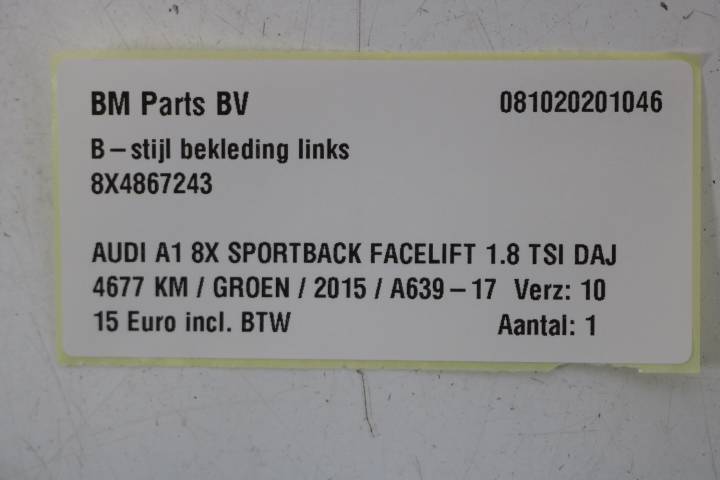 BM Parts BV 081020201046
B-stijl bekleding links
8X4867243
AUDI A1 8X SPORTBACK FACELIFT 1.8 TSI DAJ
4677 KM / GROEN / 2015 / A639-17 Verz: 10
15 Euro incl. BTW Aantal: 1